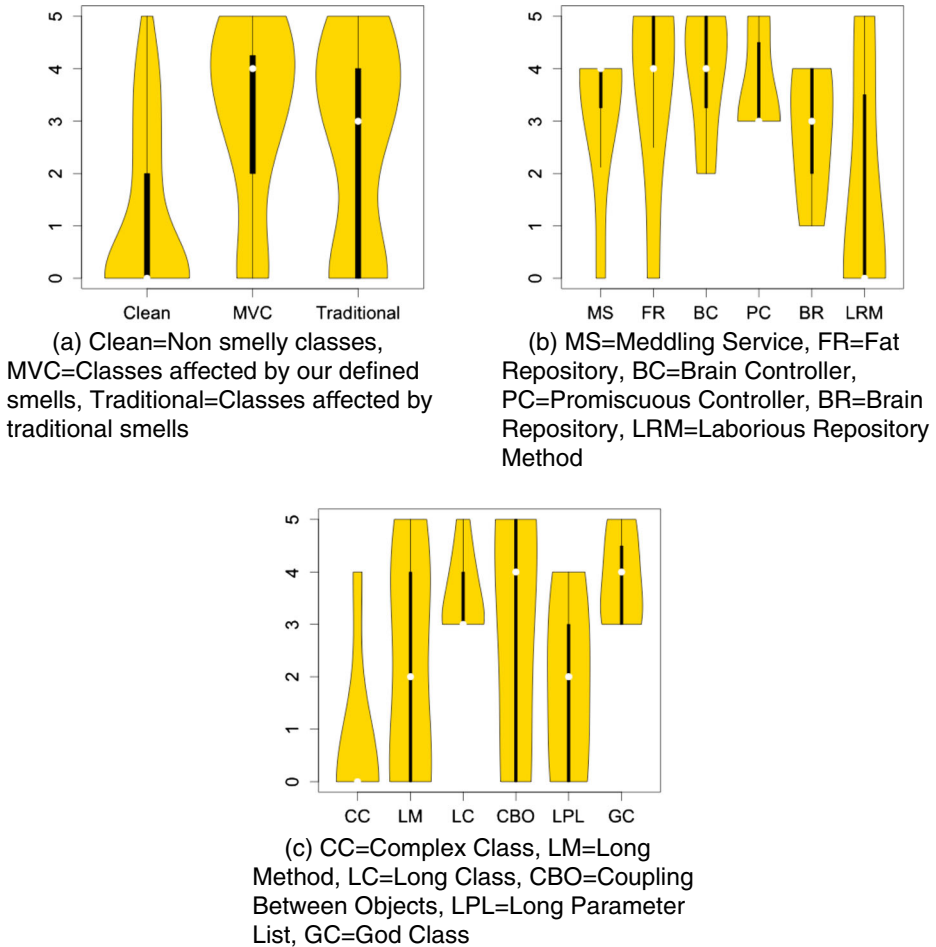 0 1 2 3 4 5
Clean MVC Traditional
(a) Clean=Non smelly classes,
MVC=Classes affected by our defined
smells, Traditional=Classes affected by
traditional smells
0 1 2 3 4 5
MS FR BC PC BR LRM
(b) MS=Meddling Service, FR=Fat
Repository, BC=Brain Controller,
PC=Promiscuous Controller, BR=Brain
Repository, LRM=Laborious Repository
Method
0 1 2 3 4 5
CC LM LC CBO LPL GC
(c) CC=Complex Class, LM=Long
Method, LC=Long Class, CBO=Coupling
Between Objects, LPL=Long Parameter
List, GC=God Class